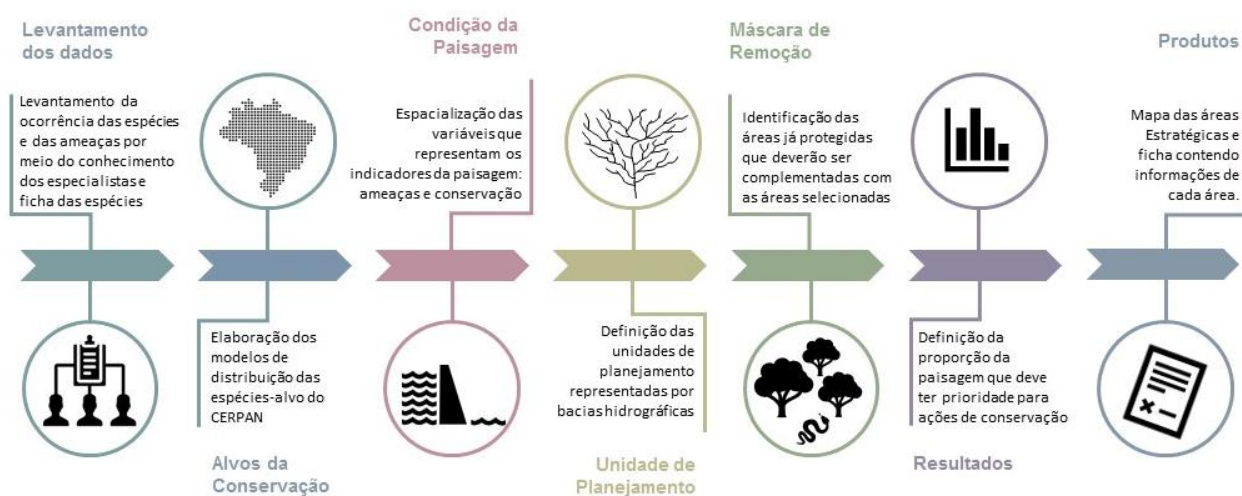 Levantamento
dos dados
Levantamento da
ocorrência das espécies
e das ameaças por
meio do conhecimento
dos especialistas e
ficha das espécies
Elaboração dos
modelos de
distribuição das
espécies-alvo do
CERPAN
Alvos da
Conservação
Condição da
Paisagem
Espacialização das
variáveis que
representam os
indicadores da paisagem:
ameaças e conservação
Definição das
unidades de
planejamento
representadas por
bacias hidrográficas
Unidade de
Planejamento
Máscara de
Remoção
Identificação das
áreas já protegidas
que deverão ser
complementadas com
as áreas selecionadas
Definição da
proporção da
paisagem que deve
ter prioridade para
ações de conservação
Resultados
Produtos
Mapa das áreas
Estratégicas e
ficha contendo
informações de
cada área.